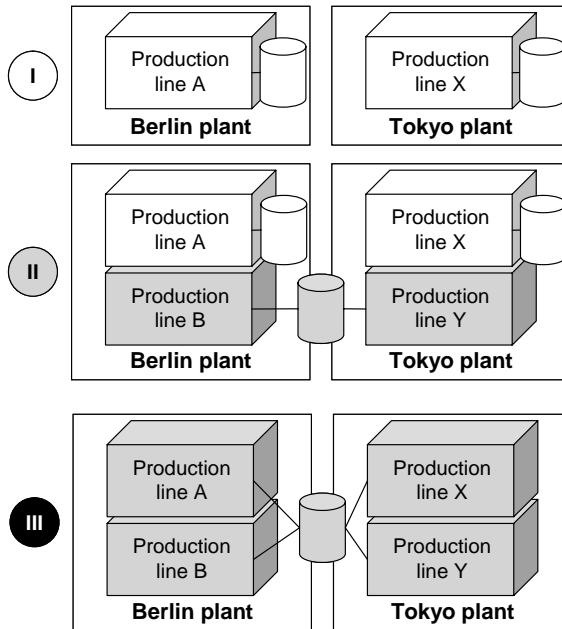 I
Production
line A
Production
line X
Berlin plant
Tokyo plant
II
Production
line A
Production
line X
Production
line B
Production
line Y
Berlin plant
Tokyo plant
III
Production
line A
Production
line X
Production
line B
Production
line Y
Berlin plant
Tokyo plant